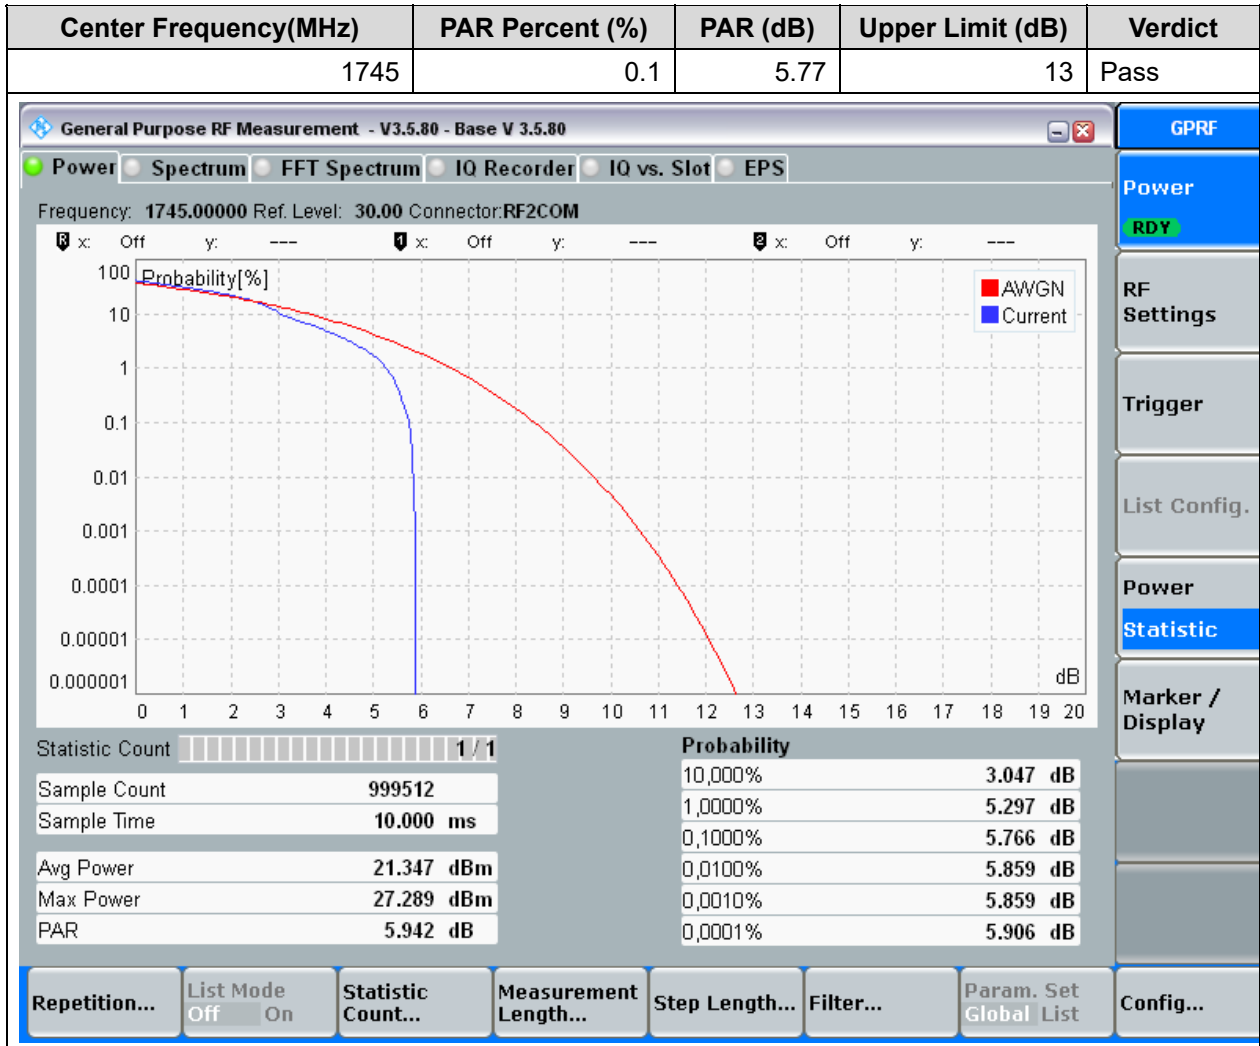 Center Frequency(MHz) PAR Percent (%) PAR (dB) Upper Limit (dB) Verdict
1745 0.1 5.77 13 Pass
General Purpose RF Measurement - V3.5.80 - Base V 3.5.80
GPRF
Power Spectrum FFT Spectrum IQ Recorder IQ vs. Slot EPS
Frequency: 1745.00000 Ref. Level: 30.00 Connector:RF2COM
R x: Off y: --- 1 x: Off y: --- 2 x: Off y: ---
Probability[%]
AWGN
Current
100
10
1
0.1
0.01
0.001
0.0001
0.00001
0.000001
dB
0 1 2 3 4 5 6 7 8 9 10 11 12 13 14 15 16 17 18 19 20
Statistic Count 1 / 1
Sample Count 999512
Sample Time 10.000 ms
Avg Power 21.347 dBm
Max Power 27.289 dBm
PAR 5.942 dB
Probability
10,000% 3.047 dB
1,0000% 5.297 dB
0,1000% 5.766 dB
0,0100% 5.859 dB
0,0010% 5.859 dB
0,0001% 5.906 dB
Power
RDY
RF
Settings
Trigger
List Config.
Power
Statistic
Marker /
Display
Repetition...
List Mode
Off On
Statistic
Count...
Measurement
Length...
Step Length...
Filter...
Param. Set
Global List
Config...